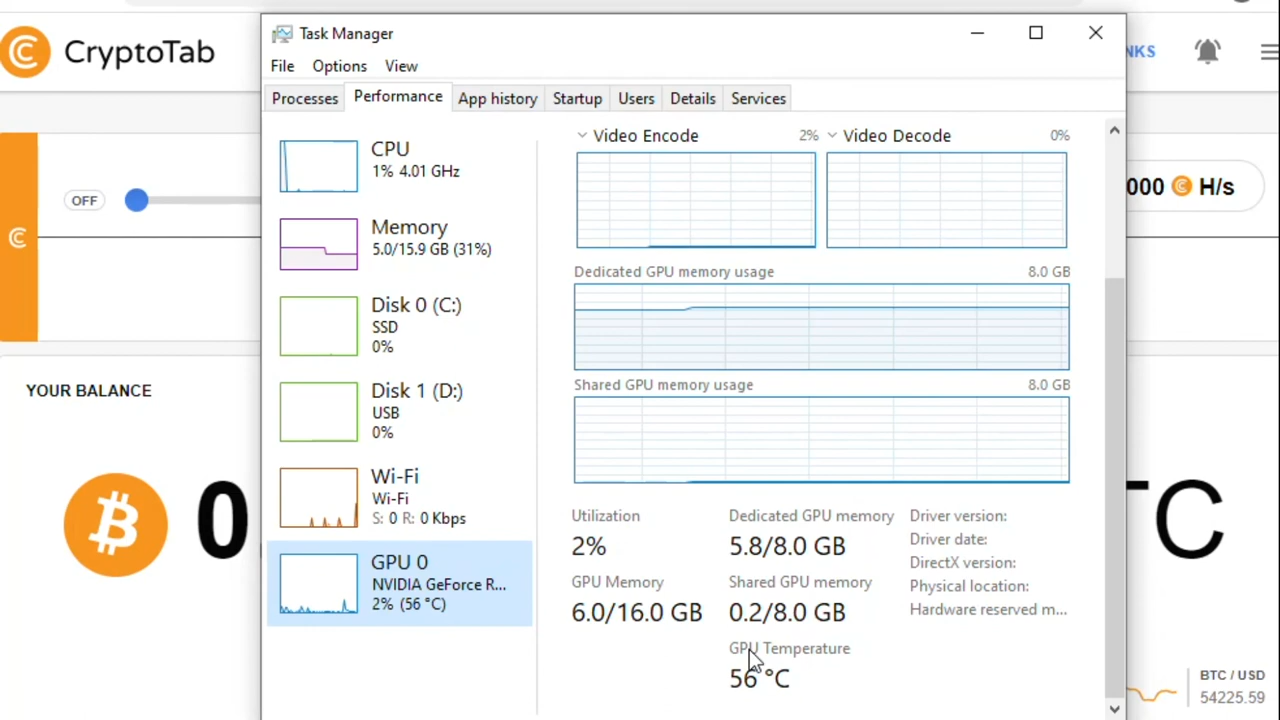 CryptoTab
NKS
OFF
000 H/s
YOUR BALANCE
0
TC
BTC / USD
54225.59
Task Manager
File Options View
Processes Performance App history Startup Users Details Services
CPU
1% 4.01 GHz
Memory
5.0/15.9 GB (31%)
Disk 0 (C:)
SSD
0%
Disk 1 (D:)
USB
0%
Wi-Fi
Wi-Fi
S: 0 R: 0 Kbps
GPU 0
NVIDIA GeForce R...
2% (56 °C)
Video Encode 2% Video Decode 0%
Dedicated GPU memory usage 8.0 GB
Shared GPU memory usage 8.0 GB
Utilization
2%
GPU Memory
6.0/16.0 GB
Dedicated GPU memory
5.8/8.0 GB
Shared GPU memory
0.2/8.0 GB
GPU Temperature
56 °C
Driver version:
Driver date:
DirectX version:
Physical location:
Hardware reserved m...